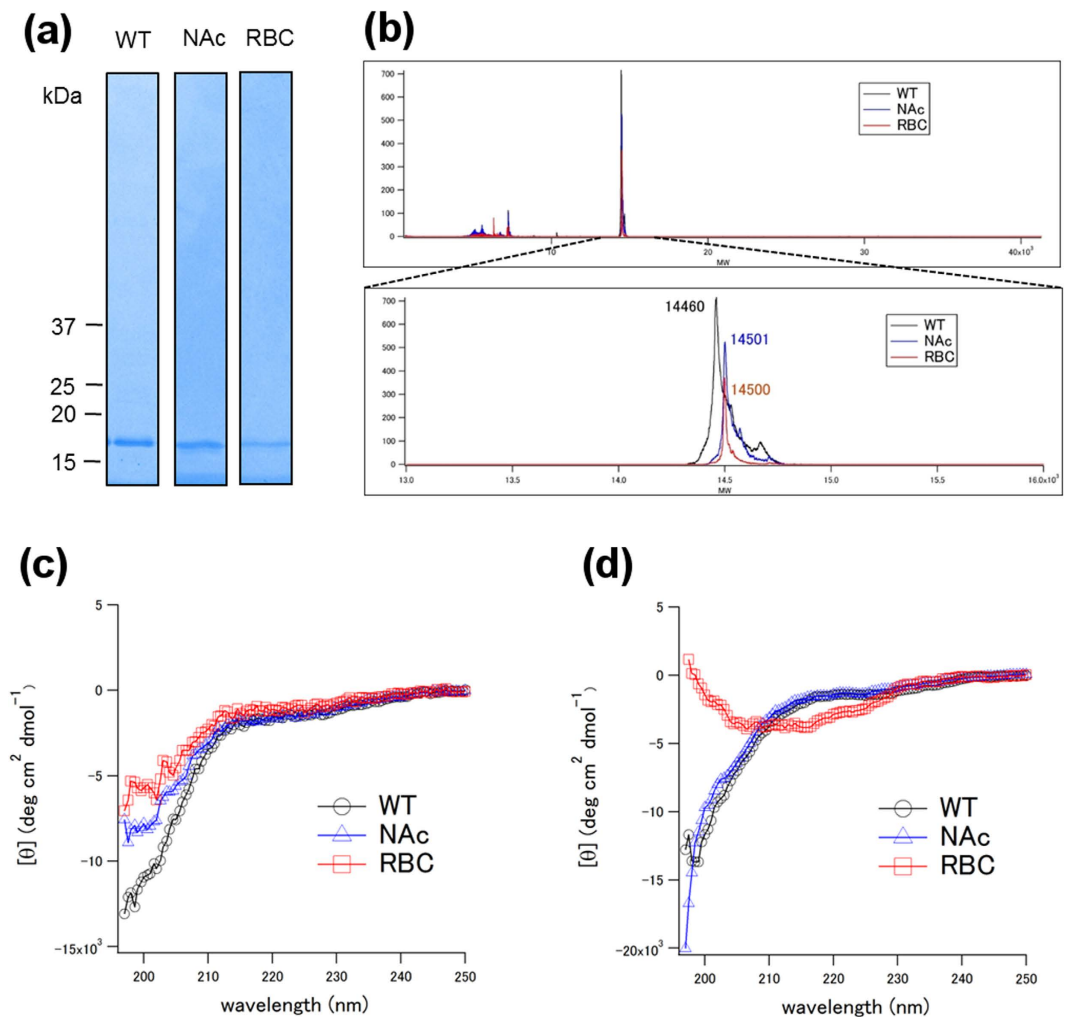 (a)
WT NAc RBC
kDa
37
25
20
15
(b)
700
600
500
400
300
200
100
0
WT
NAc
RBC
10 20 30 40x10³
MW
700
600
500
400
300
200
100
0
14460
14501
14500
WT
NAc
RBC
13.0 13.5 14.0 14.5 15.0 15.5 16.0x10³
MW
(c)
5
0
-5
-10
-15x10³
[θ] (deg cm² dmol⁻¹)
WT
NAc
RBC
200 210 220 230 240 250
wavelength (nm)
(d)
5
0
-5
-10
-15
-20x10³
[θ] (deg cm² dmol⁻¹)
WT
NAc
RBC
200 210 220 230 240 250
wavelength (nm)